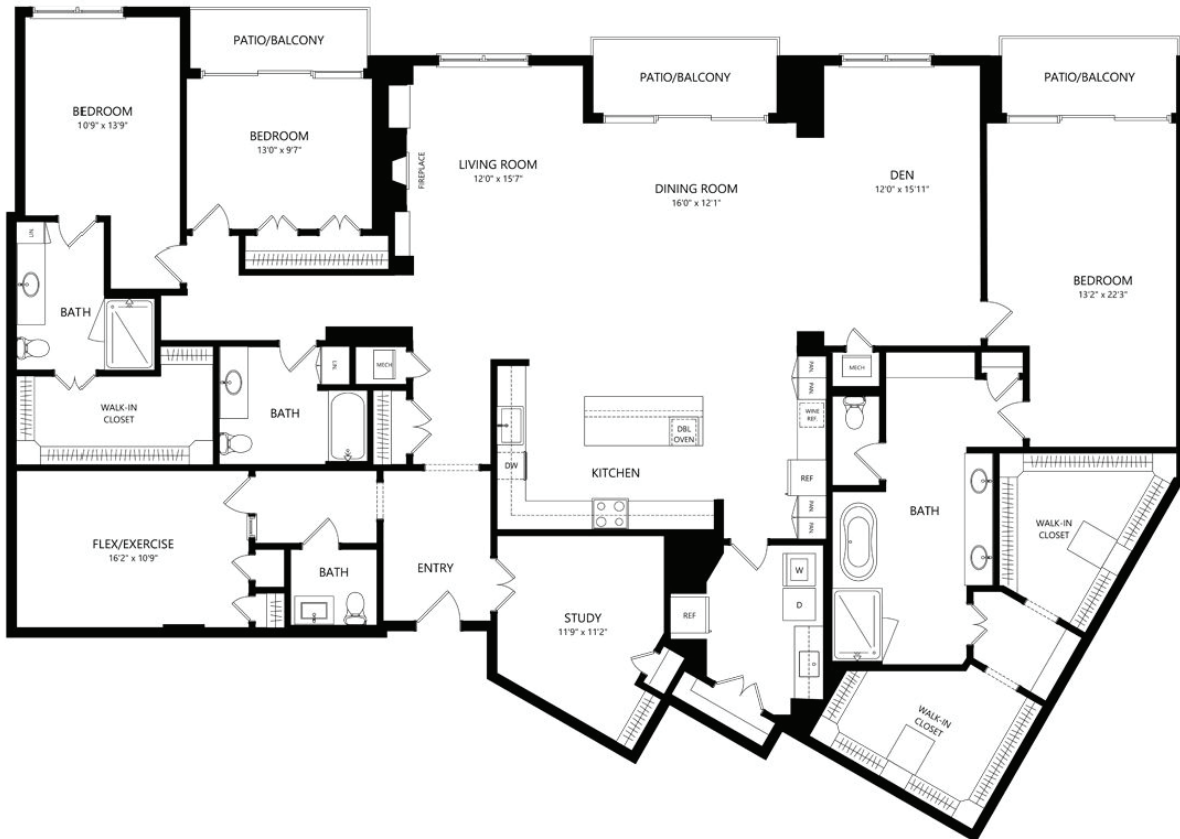 PATIO/BALCONY
PATIO/BALCONY
PATIO/BALCONY
BEDROOM
10'9" x 13'9"
BEDROOM
13'0" x 9'7"
FIREPLACE
LIVING ROOM
12'0" x 15'7"
DINING ROOM
16'0" x 12'1"
DEN
12'0" x 15'11"
BEDROOM
13'2" x 22'3"
LIN
BATH
WALK-IN
CLOSET
BATH
LIN
MECH
PAN
PAN
WINE
REF.
REF
PAN
PAN
MECH
DBL
OVEN
DW
KITCHEN
BATH
WALK-IN
CLOSET
FLEX/EXERCISE
16'2" x 10'9"
BATH
ENTRY
STUDY
11'9" x 11'2"
REF
W
D
WALK-IN
CLOSET